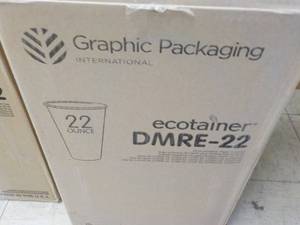 Graphic Packaging
INTERNATIONAL
22
OUNCE
ecotainer
DMRE-22